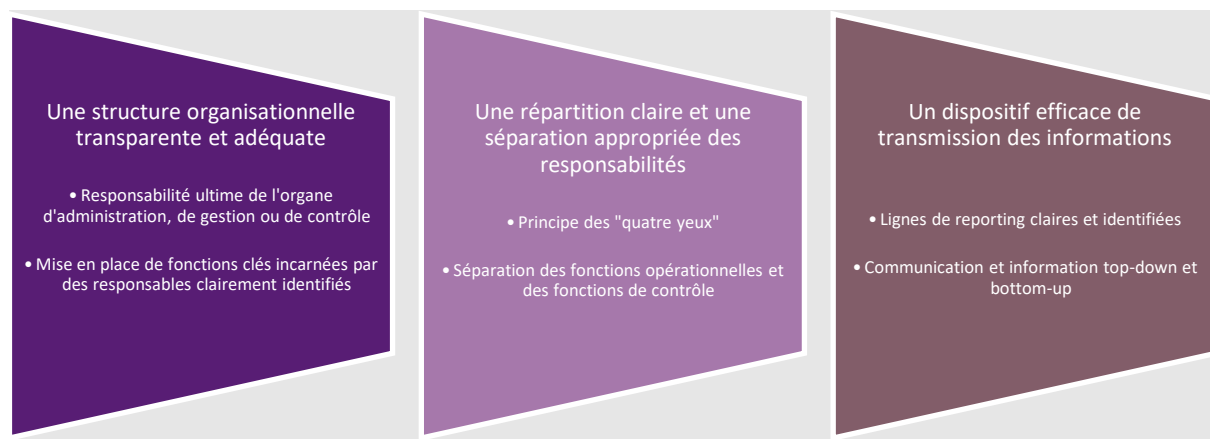 Une structure organisationnelle
transparente et adéquate
• Responsabilité ultime de l'organe
d'administration, de gestion ou de contrôle
• Mise en place de fonctions clés incarnées par
des responsables clairement identifiés
Une répartition claire et une
séparation appropriée des
responsabilités
• Principe des "quatre yeux"
• Séparation des fonctions opérationnelles et
des fonctions de contrôle
Un dispositif efficace de
transmission des informations
• Lignes de reporting claires et identifiées
• Communication et information top-down et
bottom-up